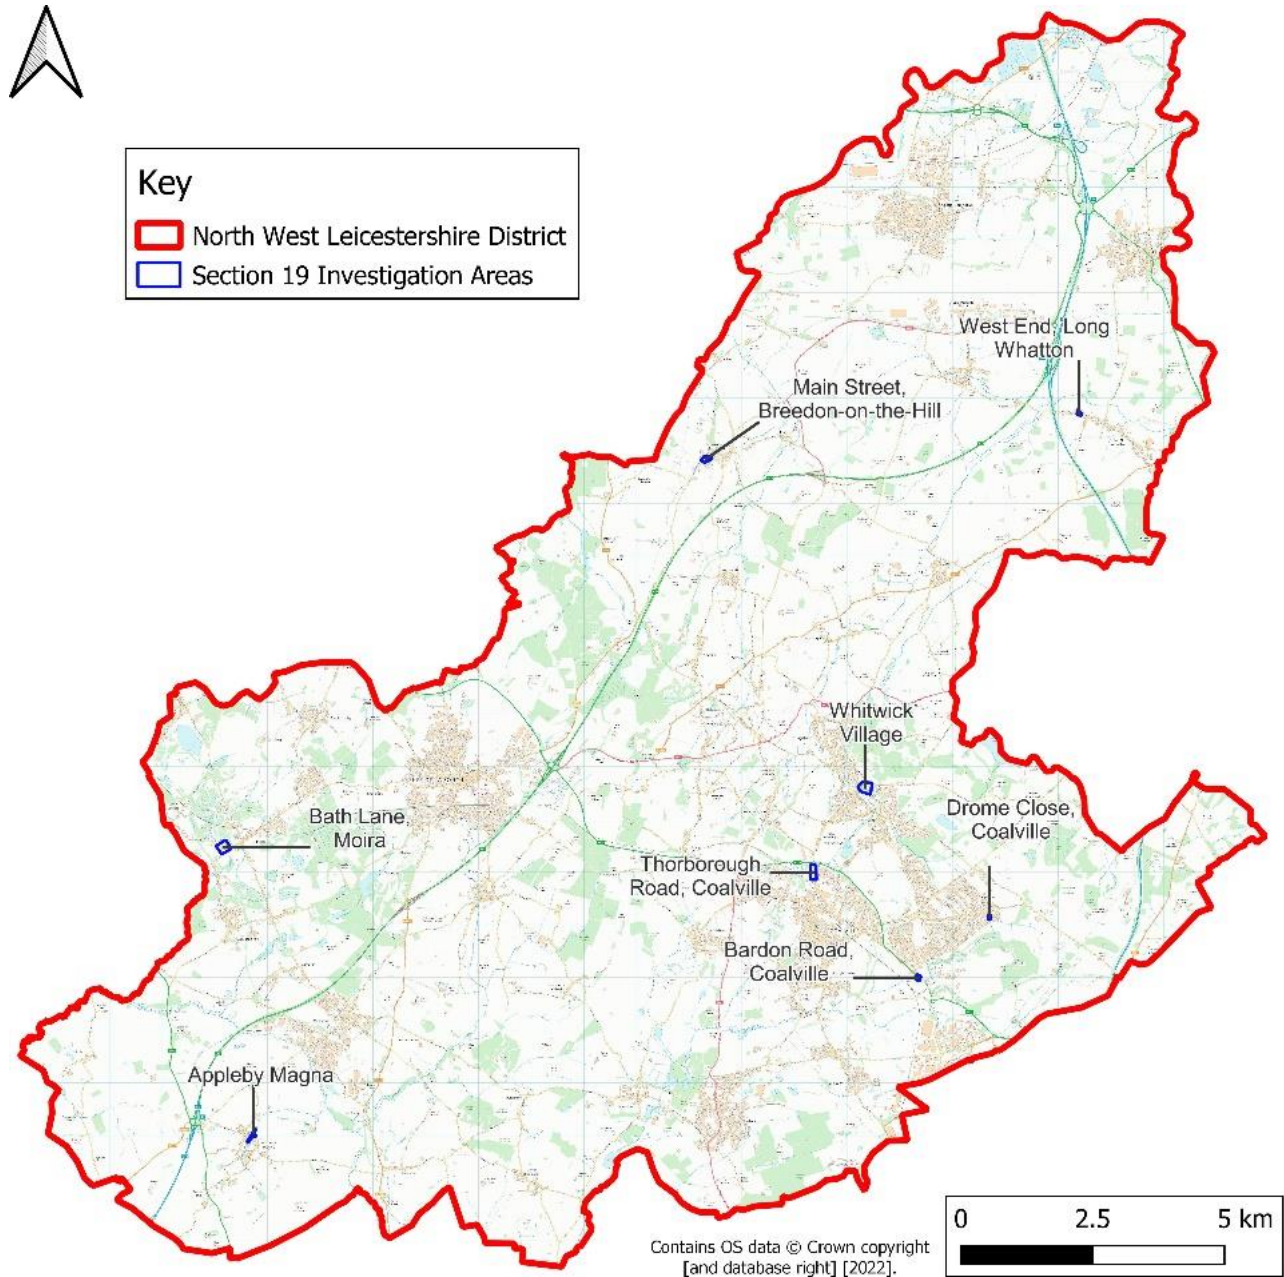 Key
North West Leicestershire District
Section 19 Investigation Areas
West End, Long
Whatton
Main Street,
Breedon-on-the-Hill
Whitwick
Village
Drome Close,
Coalville
Bath Lane,
Moira
Thorborough
Road, Coalville
Bardon Road,
Coalville
Appleby Magna
0 2.5 5 km
Contains OS data © Crown copyright
[and database right] [2022].